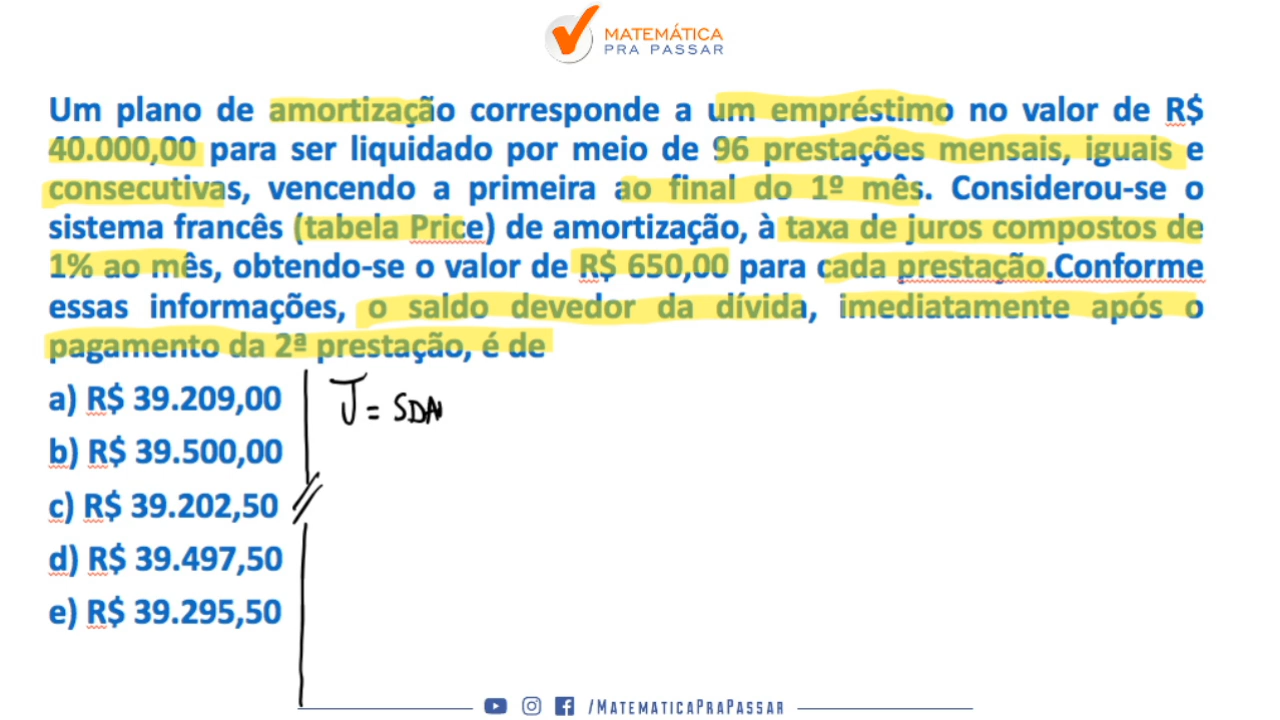 MATEMÁTICA
PRA PASSAR
Um plano de amortização corresponde a um empréstimo no valor de R$
40.000,00 para ser liquidado por meio de 96 prestações mensais, iguais e
consecutivas, vencendo a primeira ao final do 1º mês. Considerou-se o
sistema francês (tabela Price) de amortização, à taxa de juros compostos de
1% ao mês, obtendo-se o valor de R$ 650,00 para cada prestação.Conforme
essas informações, o saldo devedor da dívida, imediatamente após o
pagamento da 2ª prestação, é de
a) R$ 39.209,00
b) R$ 39.500,00
c) R$ 39.202,50
d) R$ 39.497,50
e) R$ 39.295,50
J = SDA
/MATEMATICAPRAPASSAR